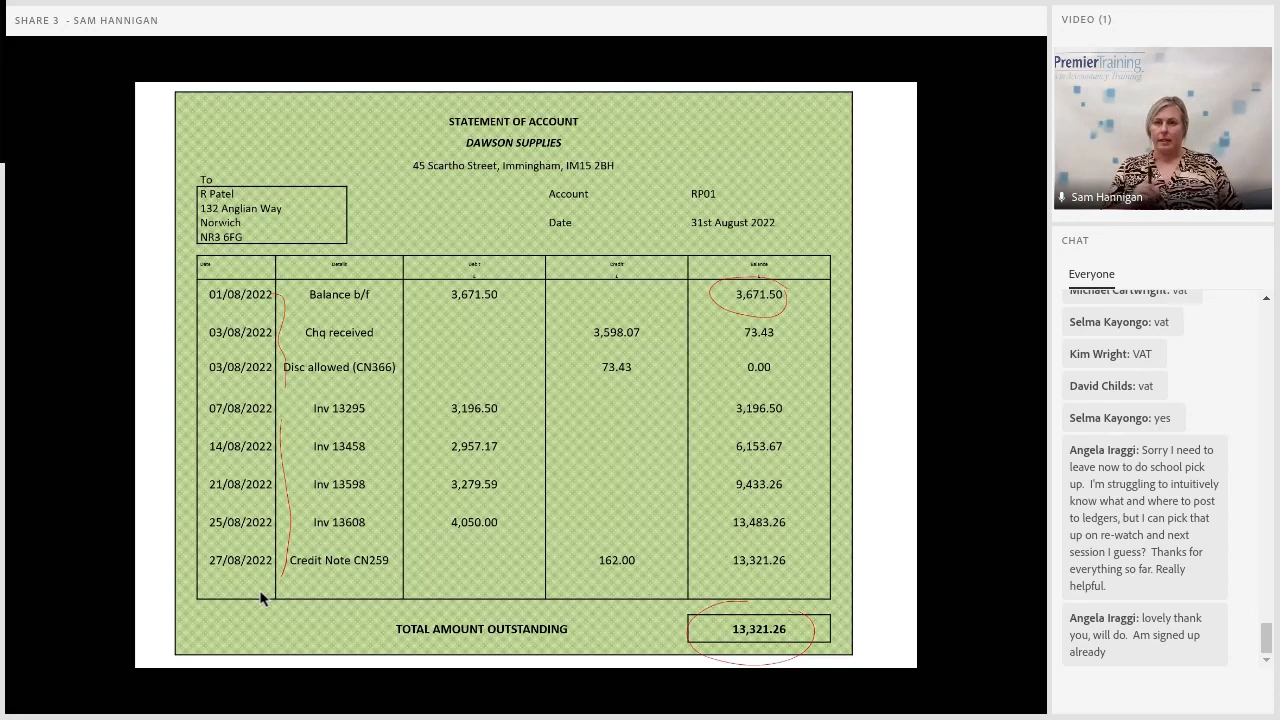 SHARE 3 - SAM HANNIGAN
STATEMENT OF ACCOUNT
DAWSON SUPPLIES
45 Scartho Street, Immingham, IM15 2BH
To
R Patel
132 Anglian Way
Norwich
NR3 6FG
Account RP01
Date 31st August 2022
Date Details Debit Credit Balance
£ £ £
01/08/2022 Balance b/f 3,671.50 3,671.50
03/08/2022 Chq received 3,598.07 73.43
03/08/2022 Disc allowed (CN366) 73.43 0.00
07/08/2022 Inv 13295 3,196.50 3,196.50
14/08/2022 Inv 13458 2,957.17 6,153.67
21/08/2022 Inv 13598 3,279.59 9,433.26
25/08/2022 Inv 13608 4,050.00 13,483.26
27/08/2022 Credit Note CN259 162.00 13,321.26
TOTAL AMOUNT OUTSTANDING 13,321.26
VIDEO (1)
PremierTraining
Accountancy Training
Sam Hannigan
CHAT
Everyone
Michael Cartwright: vat
Selma Kayongo: vat
Kim Wright: VAT
David Childs: vat
Selma Kayongo: yes
Angela Iraggi: Sorry I need to
leave now to do school pick
up. I'm struggling to intuitively
know what and where to post
to ledgers, but I can pick that
up on re-watch and next
session I guess? Thanks for
everything so far. Really
helpful.
Angela Iraggi: lovely thank
you, will do. Am signed up
already